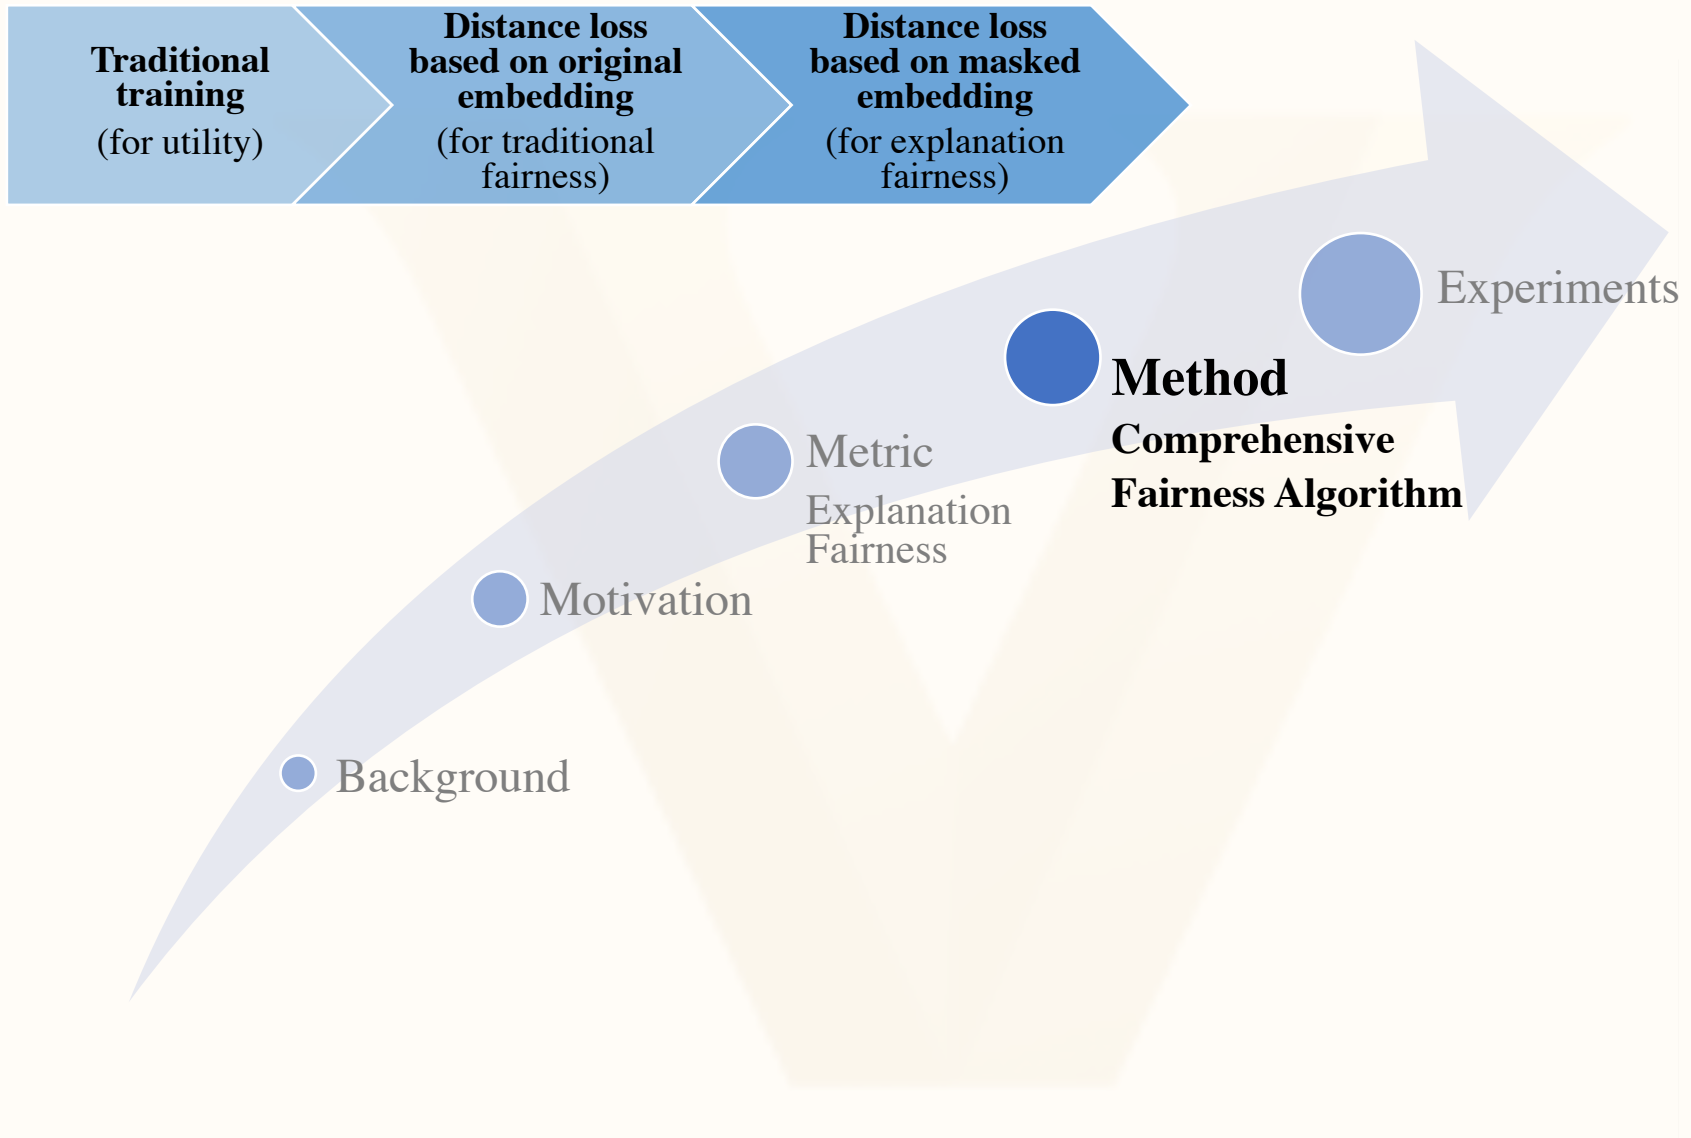 Traditional
training
(for utility)
Distance loss
based on original
embedding
(for traditional
fairness)
Distance loss
based on masked
embedding
(for explanation
fairness)
Experiments
Method
Comprehensive
Fairness Algorithm
Metric
Explanation
Fairness
Motivation
Background